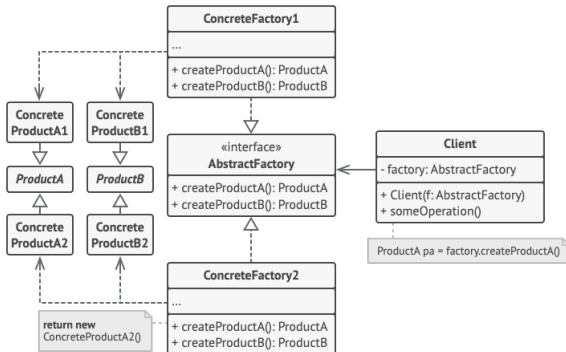 ConcreteFactory1
...
+ createProductA(): ProductA
+ createProductB(): ProductB
Concrete
ProductA1
Concrete
ProductB1
ProductA
ProductB
Concrete
ProductA2
Concrete
ProductB2
«interface»
AbstractFactory
+ createProductA(): ProductA
+ createProductB(): ProductB
Client
- factory: AbstractFactory
+ Client(f: AbstractFactory)
+ someOperation()
ProductA pa = factory.createProductA()
ConcreteFactory2
...
+ createProductA(): ProductA
+ createProductB(): ProductB
return new
ConcreteProductA2()